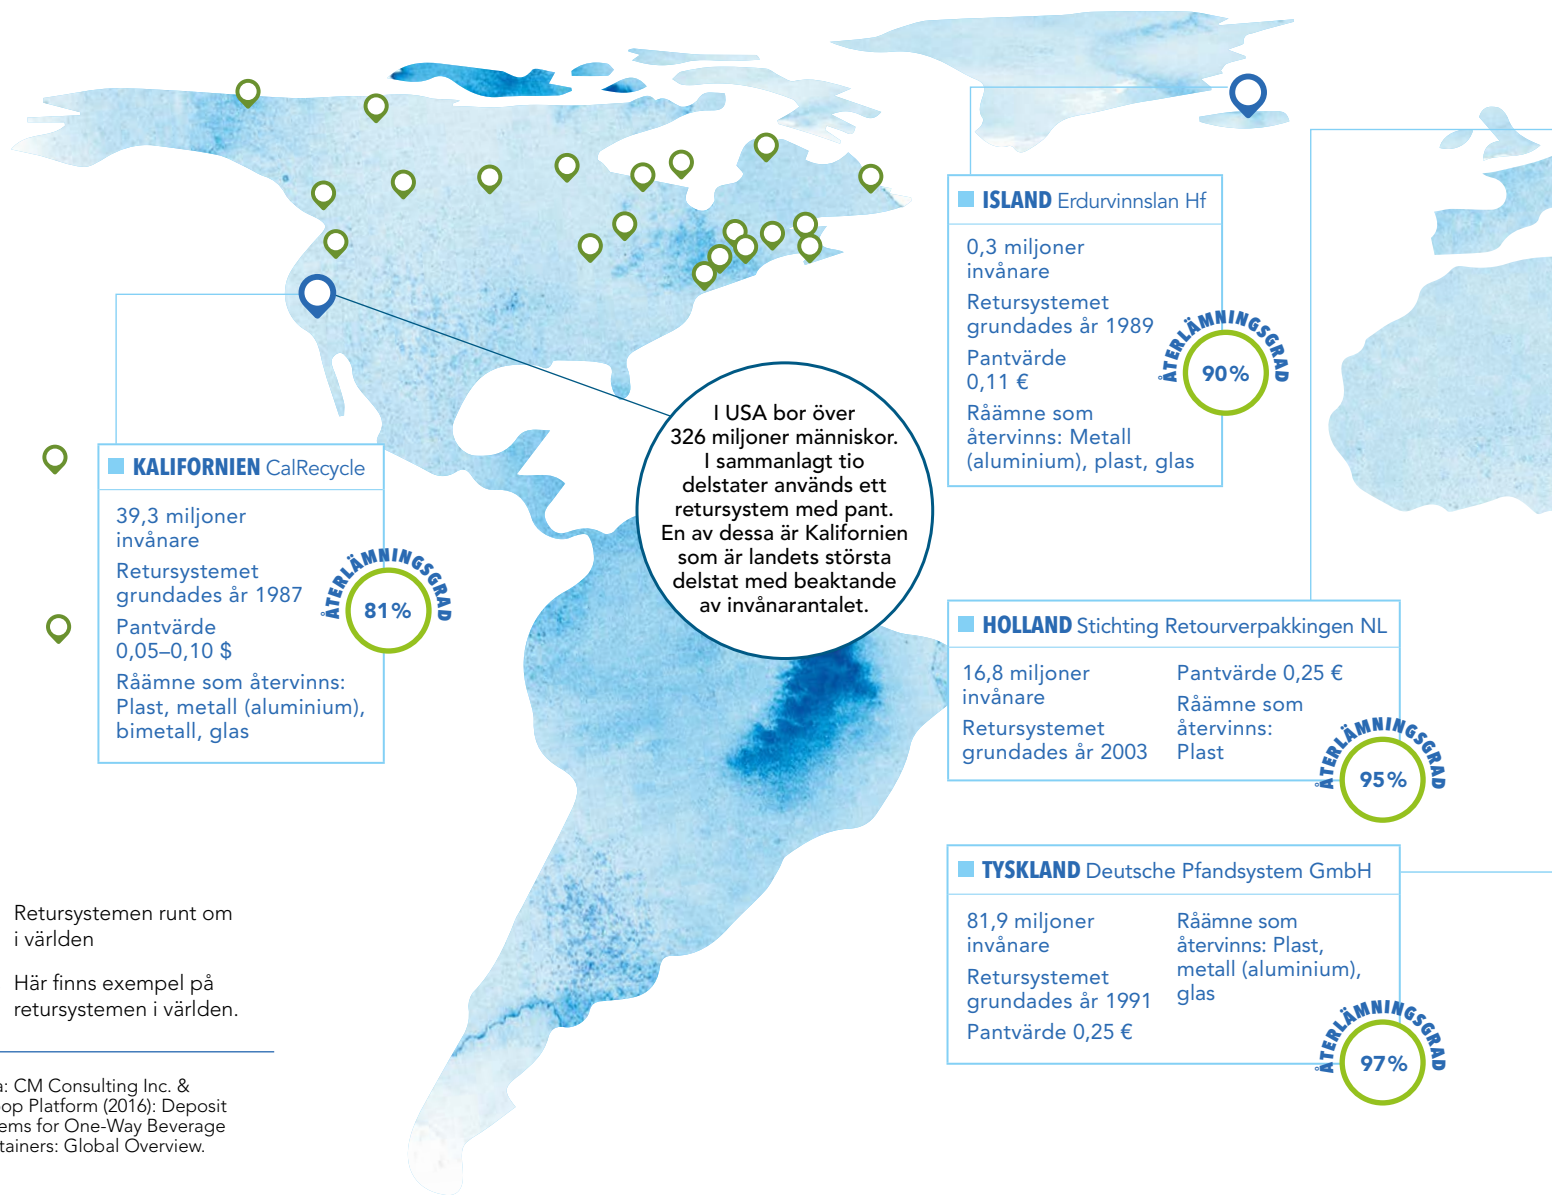 ISLAND Erdurvinnslan Hf
0,3 miljoner
invånare
Retursystemet
grundades år 1989
Pantvärde
0,11 €
Råämne som
återvinns: Metall
(aluminium), plast, glas
ÅTERLÄMNINGSGRAD
90%
I USA bor över
326 miljoner människor.
I sammanlagt tio
delstater används ett
retursystem med pant.
En av dessa är Kalifornien
som är landets största
delstat med beaktande
av invånarantalet.
KALIFORNIEN CalRecycle
39,3 miljoner
invånare
Retursystemet
grundades år 1987
Pantvärde
0,05–0,10 $
Råämne som återvinns:
Plast, metall (aluminium),
bimetall, glas
ÅTERLÄMNINGSGRAD
81%
HOLLAND Stichting Retourverpakkingen NL
16,8 miljoner
invånare
Retursystemet
grundades år 2003
Pantvärde 0,25 €
Råämne som
återvinns:
Plast
ÅTERLÄMNINGSGRAD
95%
TYSKLAND Deutsche Pfandsystem GmbH
81,9 miljoner
invånare
Retursystemet
grundades år 1991
Pantvärde 0,25 €
Råämne som
återvinns: Plast,
metall (aluminium),
glas
ÅTERLÄMNINGSGRAD
97%
Retursystemen runt om
i världen
Här finns exempel på
retursystemen i världen.
CM Consulting Inc. &
Platform (2016): Deposit
for One-Way Beverage
Global Overview.